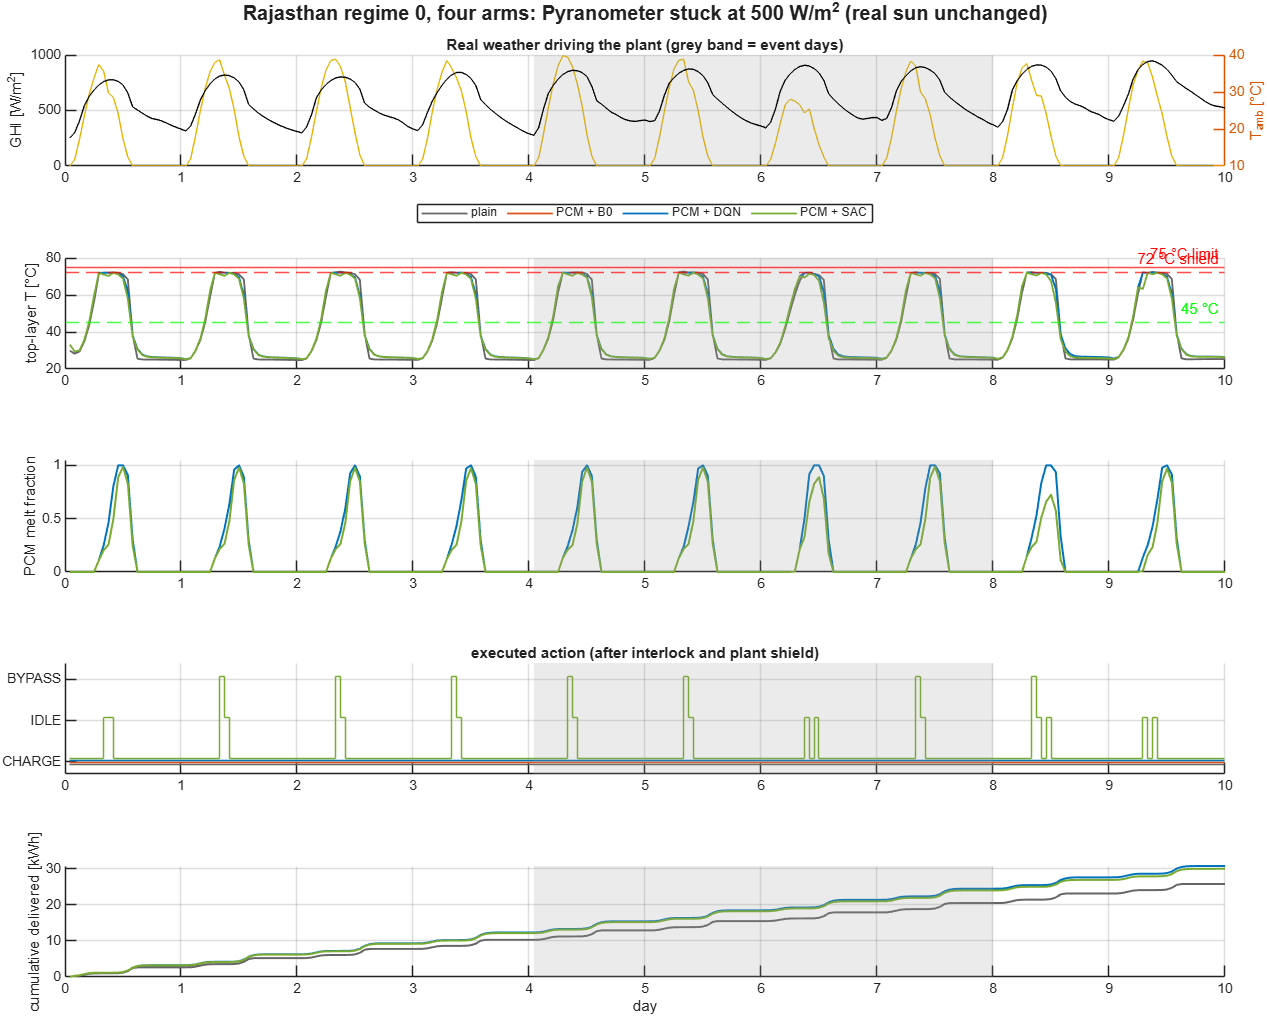 Rajasthan regime 0, four arms: Pyranometer stuck at 500 W/m² (real sun unchanged)
Real weather driving the plant (grey band = event days)
GHI [W/m²]
1000
500
0
40
30
20
10
Tamb [°C]
0 1 2 3 4 5 6 7 8 9 10
plain PCM + B0 PCM + DQN PCM + SAC
top-layer T [°C]
80
60
40
20
75 °C limit
72 °C shield
45 °C
0 1 2 3 4 5 6 7 8 9 10
PCM melt fraction
1
0.5
0
0 1 2 3 4 5 6 7 8 9 10
executed action (after interlock and plant shield)
BYPASS
IDLE
CHARGE
0 1 2 3 4 5 6 7 8 9 10
cumulative delivered [kWh]
30
20
10
0
0 1 2 3 4 5 6 7 8 9 10
day